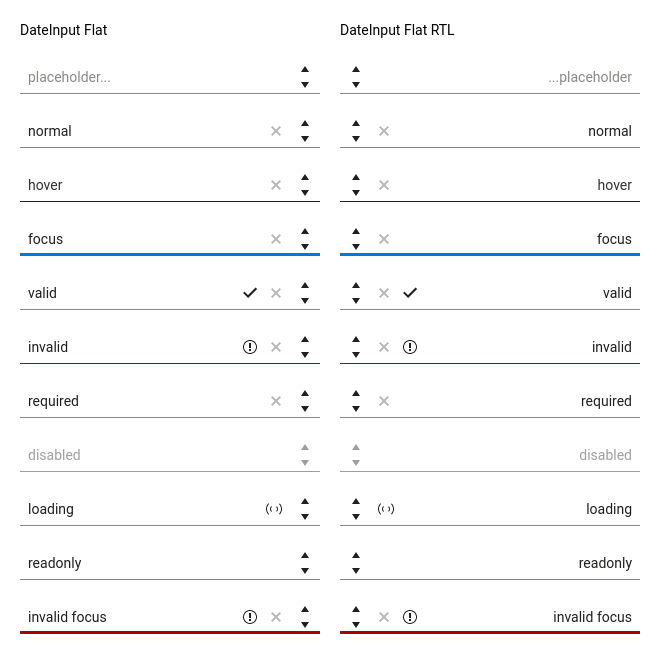 DateInput Flat
placeholder...
normal
hover
focus
valid
invalid
required
disabled
loading
readonly
invalid focus
DateInput Flat RTL
...placeholder
normal
hover
focus
valid
invalid
required
disabled
loading
readonly
invalid focus